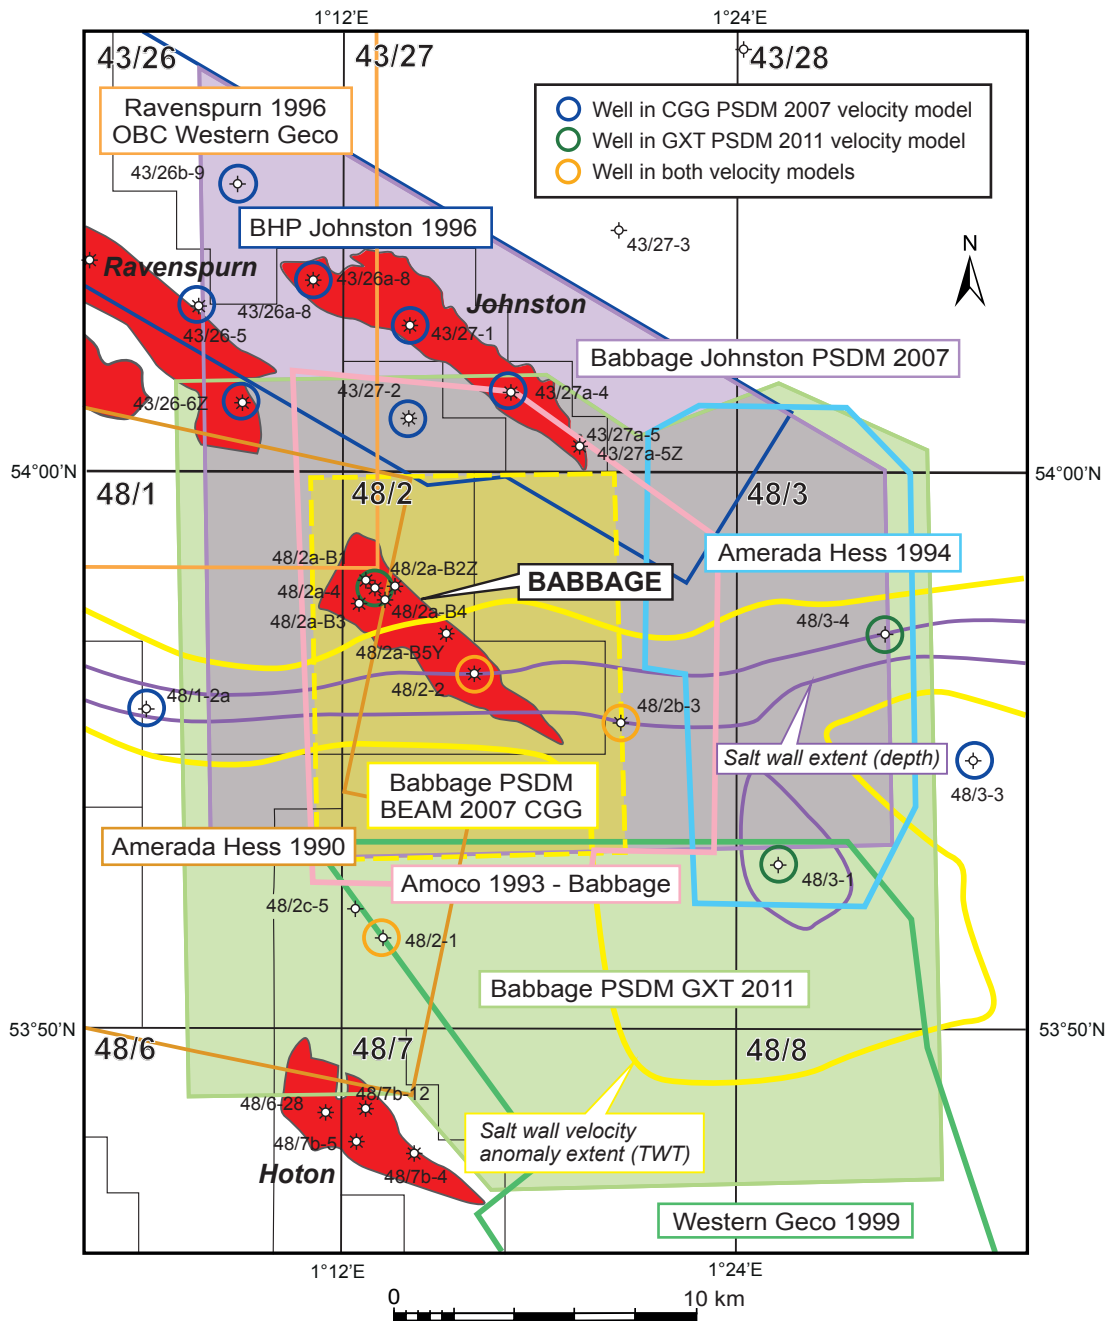 1°12'E
1°24'E
43/26
43/27
43/28
Ravenspurn 1996
OBC Western Geco
Well in CGG PSDM 2007 velocity model
Well in GXT PSDM 2011 velocity model
Well in both velocity models
43/26b-9
BHP Johnston 1996
43/27-3
N
Ravenspurn
43/26a-8
43/26a-8
Johnston
43/26-5
43/27-1
Babbage Johnston PSDM 2007
43/27-2
43/27a-4
43/26-6Z
43/27a-5
43/27a-5Z
54°00'N
54°00'N
48/1
48/2
48/3
Amerada Hess 1994
48/2a-B1
48/2a-B2Z
BABBAGE
48/2a-4
48/2a-B4
48/2a-B3
48/3-4
48/2a-B5Y
48/2-2
48/1-2a
48/2b-3
Salt wall extent (depth)
Babbage PSDM
BEAM 2007 CGG
48/3-3
Amerada Hess 1990
Amoco 1993 - Babbage
48/3-1
48/2c-5
48/2-1
Babbage PSDM GXT 2011
53°50'N
53°50'N
48/6
48/7
48/8
48/6-28
48/7b-12
Salt wall velocity
anomaly extent (TWT)
48/7b-5
Hoton
48/7b-4
Western Geco 1999
1°12'E
1°24'E
0
10 km